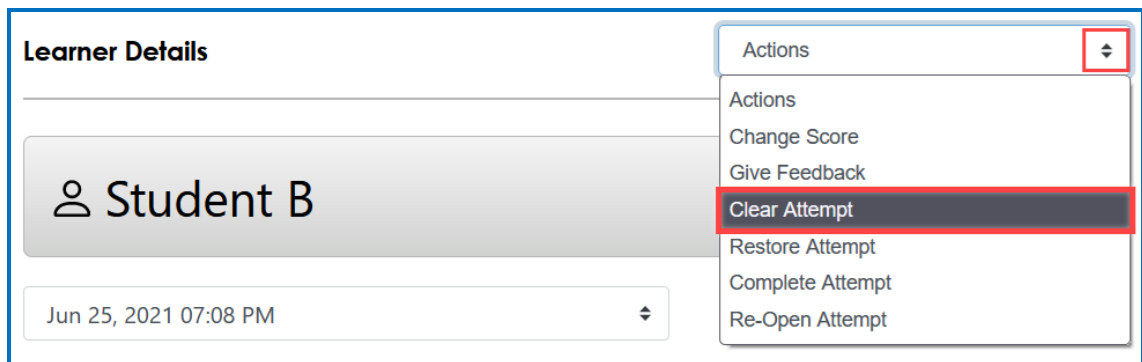 Learner Details
Actions
Actions
Change Score
Give Feedback
Clear Attempt
Restore Attempt
Complete Attempt
Re-Open Attempt
Student B
Jun 25, 2021 07:08 PM